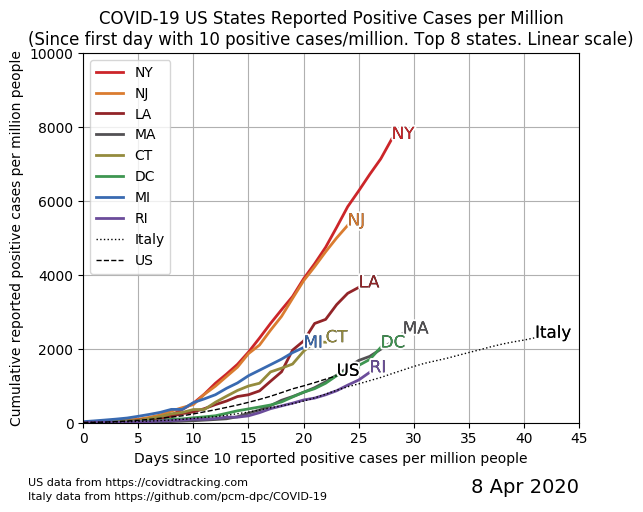 COVID-19 US States Reported Positive Cases per Million
(Since first day with 10 positive cases/million. Top 8 states. Linear scale)
Cumulative reported positive cases per million people
10000
8000
6000
4000
2000
0
NY
NJ
LA
MA
CT
DC
MI
RI
Italy
US
NY
NJ
LA
MA
CT
MI
DC
Italy
US
RI
0 5 10 15 20 25 30 35 40 45
Days since 10 reported positive cases per million people
US data from https://covidtracking.com
Italy data from https://github.com/pcm-dpc/COVID-19
8 Apr 2020